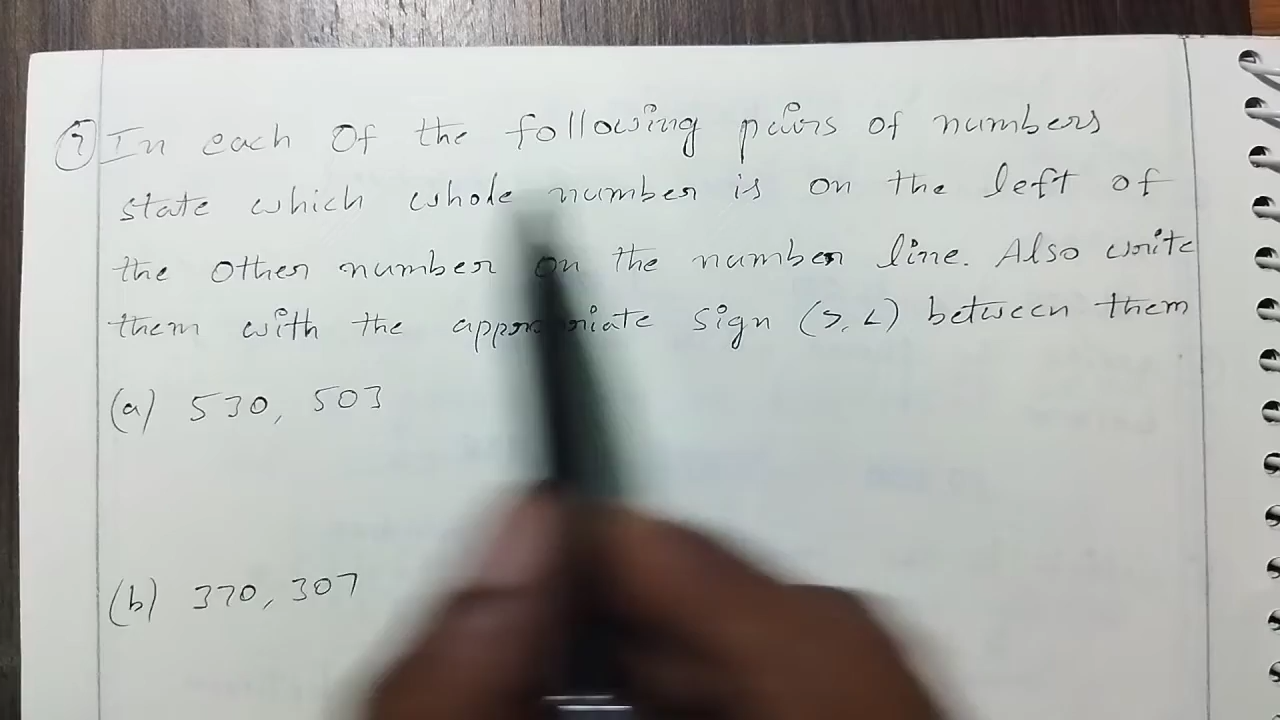 7 In each of the following pairs of numbers
state which whole number is on the left of
the other number on the number line. Also write
them with the appropriate sign (>, <) between them
(a) 530, 503
(b) 370, 307